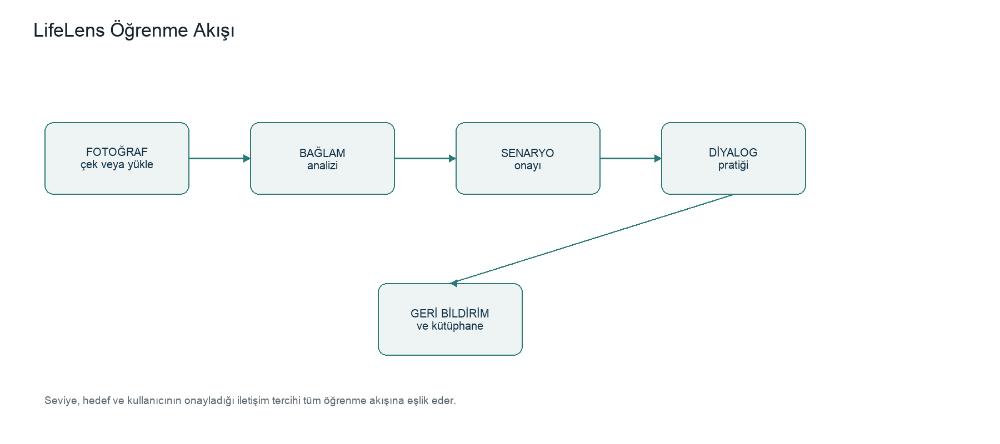 LifeLens Öğrenme Akışı
FOTOĞRAF
çek veya yükle
BAĞLAM
analizi
SENARYO
onayı
DİYALOG
pratiği
GERİ BİLDİRİM
ve kütüphane
Seviye, hedef ve kullanıcının onayladığı iletişim tercihi tüm öğrenme akışına eşlik eder.